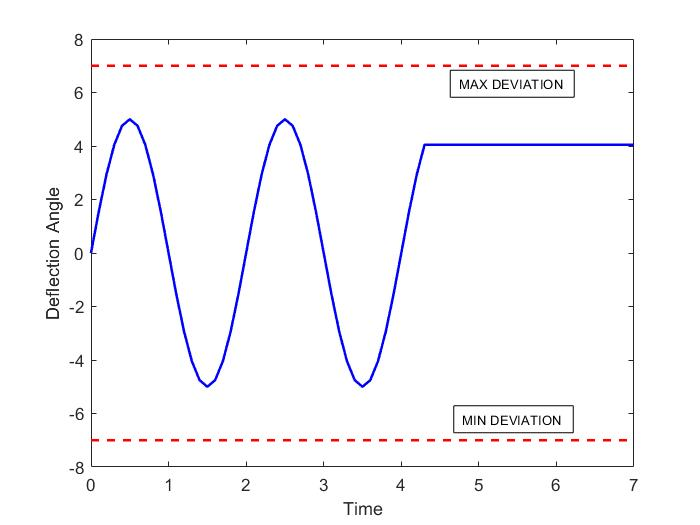 8
MAX DEVIATION
6
4
2
Deflection Angle
0
-2
-4
-6
MIN DEVIATION
-8
0 1 2 3 4 5 6 7
Time